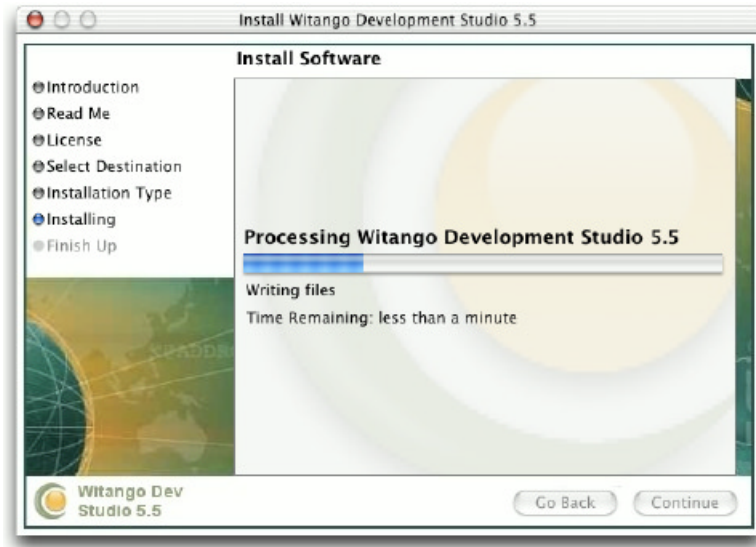 Install Witango Development Studio 5.5
Install Software
Introduction
Read Me
License
Select Destination
Installation Type
Installing
Finish Up
Processing Witango Development Studio 5.5
Writing files
Time Remaining: less than a minute
Witango Dev
Studio 5.5
Go Back
Continue